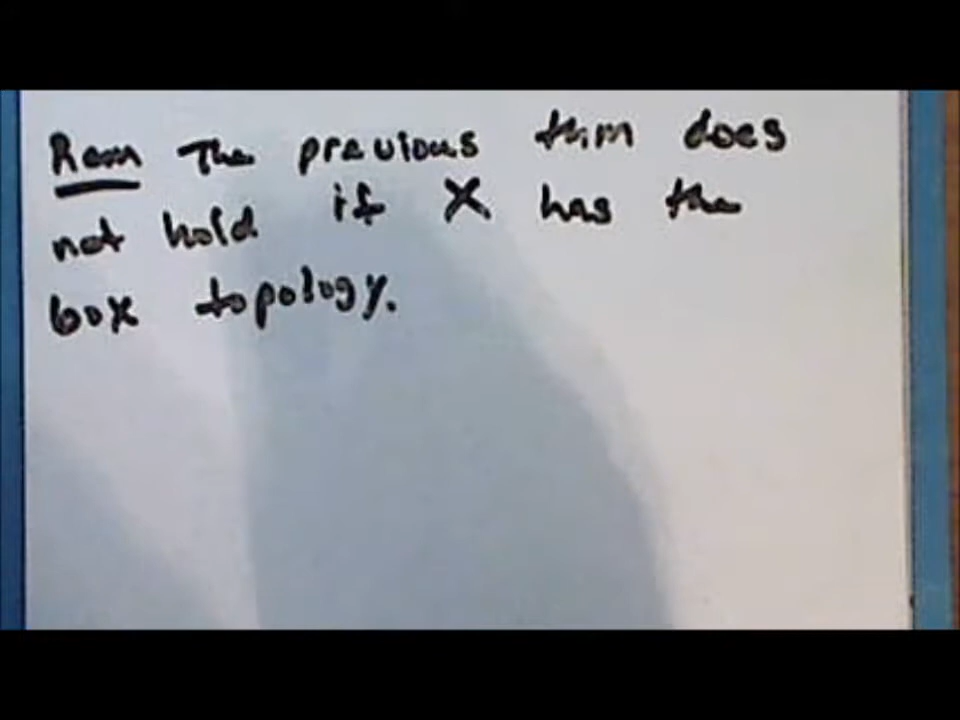 Rem The previous thm does
not hold if X has the
box topology.